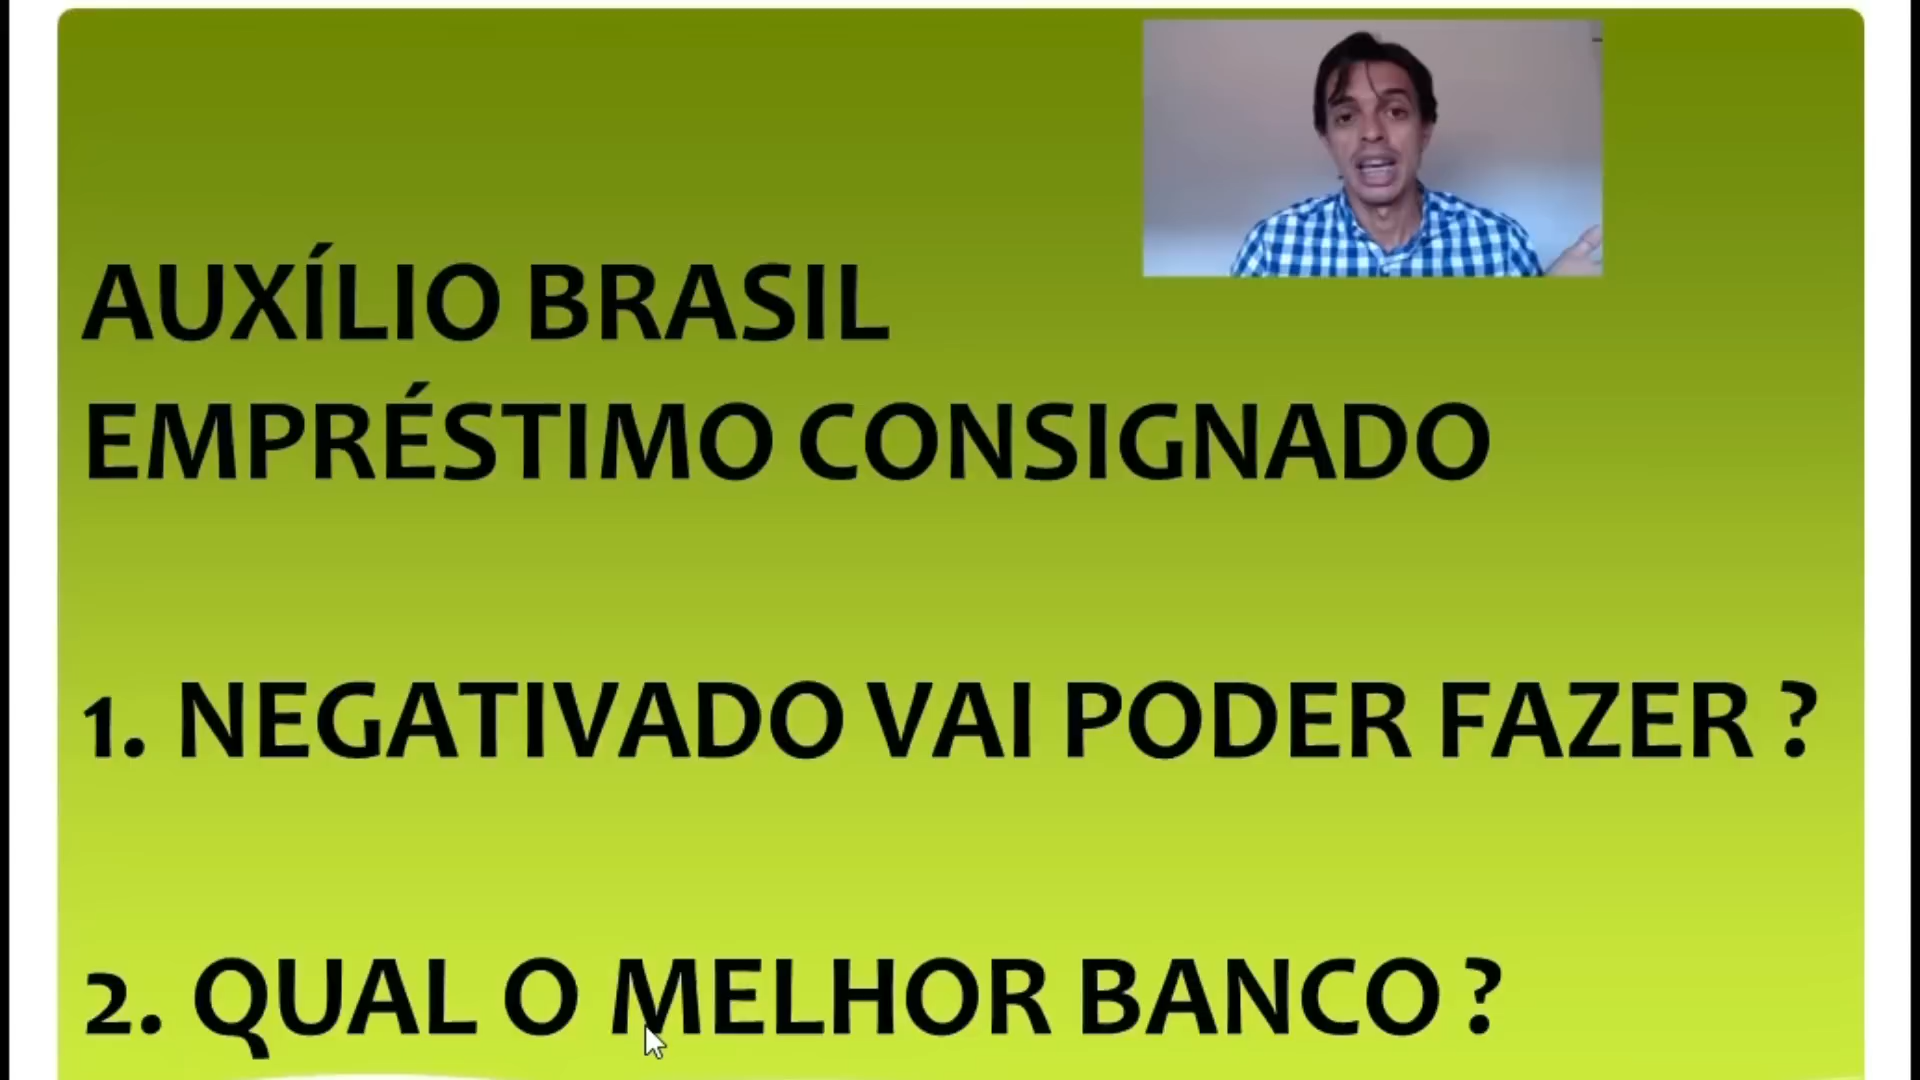 AUXÍLIO BRASIL
EMPRÉSTIMO CONSIGNADO
1. NEGATIVADO VAI PODER FAZER ?
2. QUAL O MELHOR BANCO ?